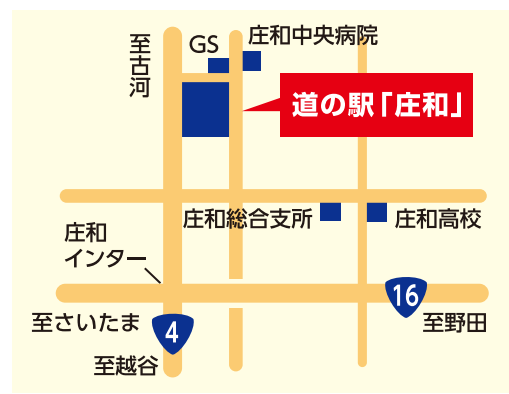 至古河
GS
庄和中央病院
道の駅「庄和」
庄和総合支所
庄和高校
庄和
インター
16
至さいたま
4
至野田
至越谷